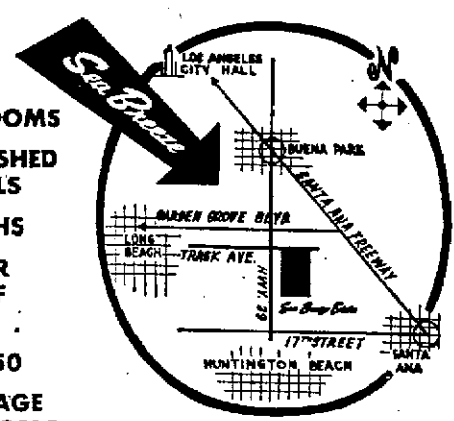 Sea Breeze
LOS ANGELES
CITY HALL
N
OOMS
SHED
LS
HS
R
F
.
50
AGE
BUENA PARK
SANTA ANA FREEWAY
GARDEN GROVE BLVD.
LONG
BEACH
TRASK AVE.
HWY. 39
Sea Breeze Estates
17TH STREET
SANTA
ANA
HUNTINGTON BEACH